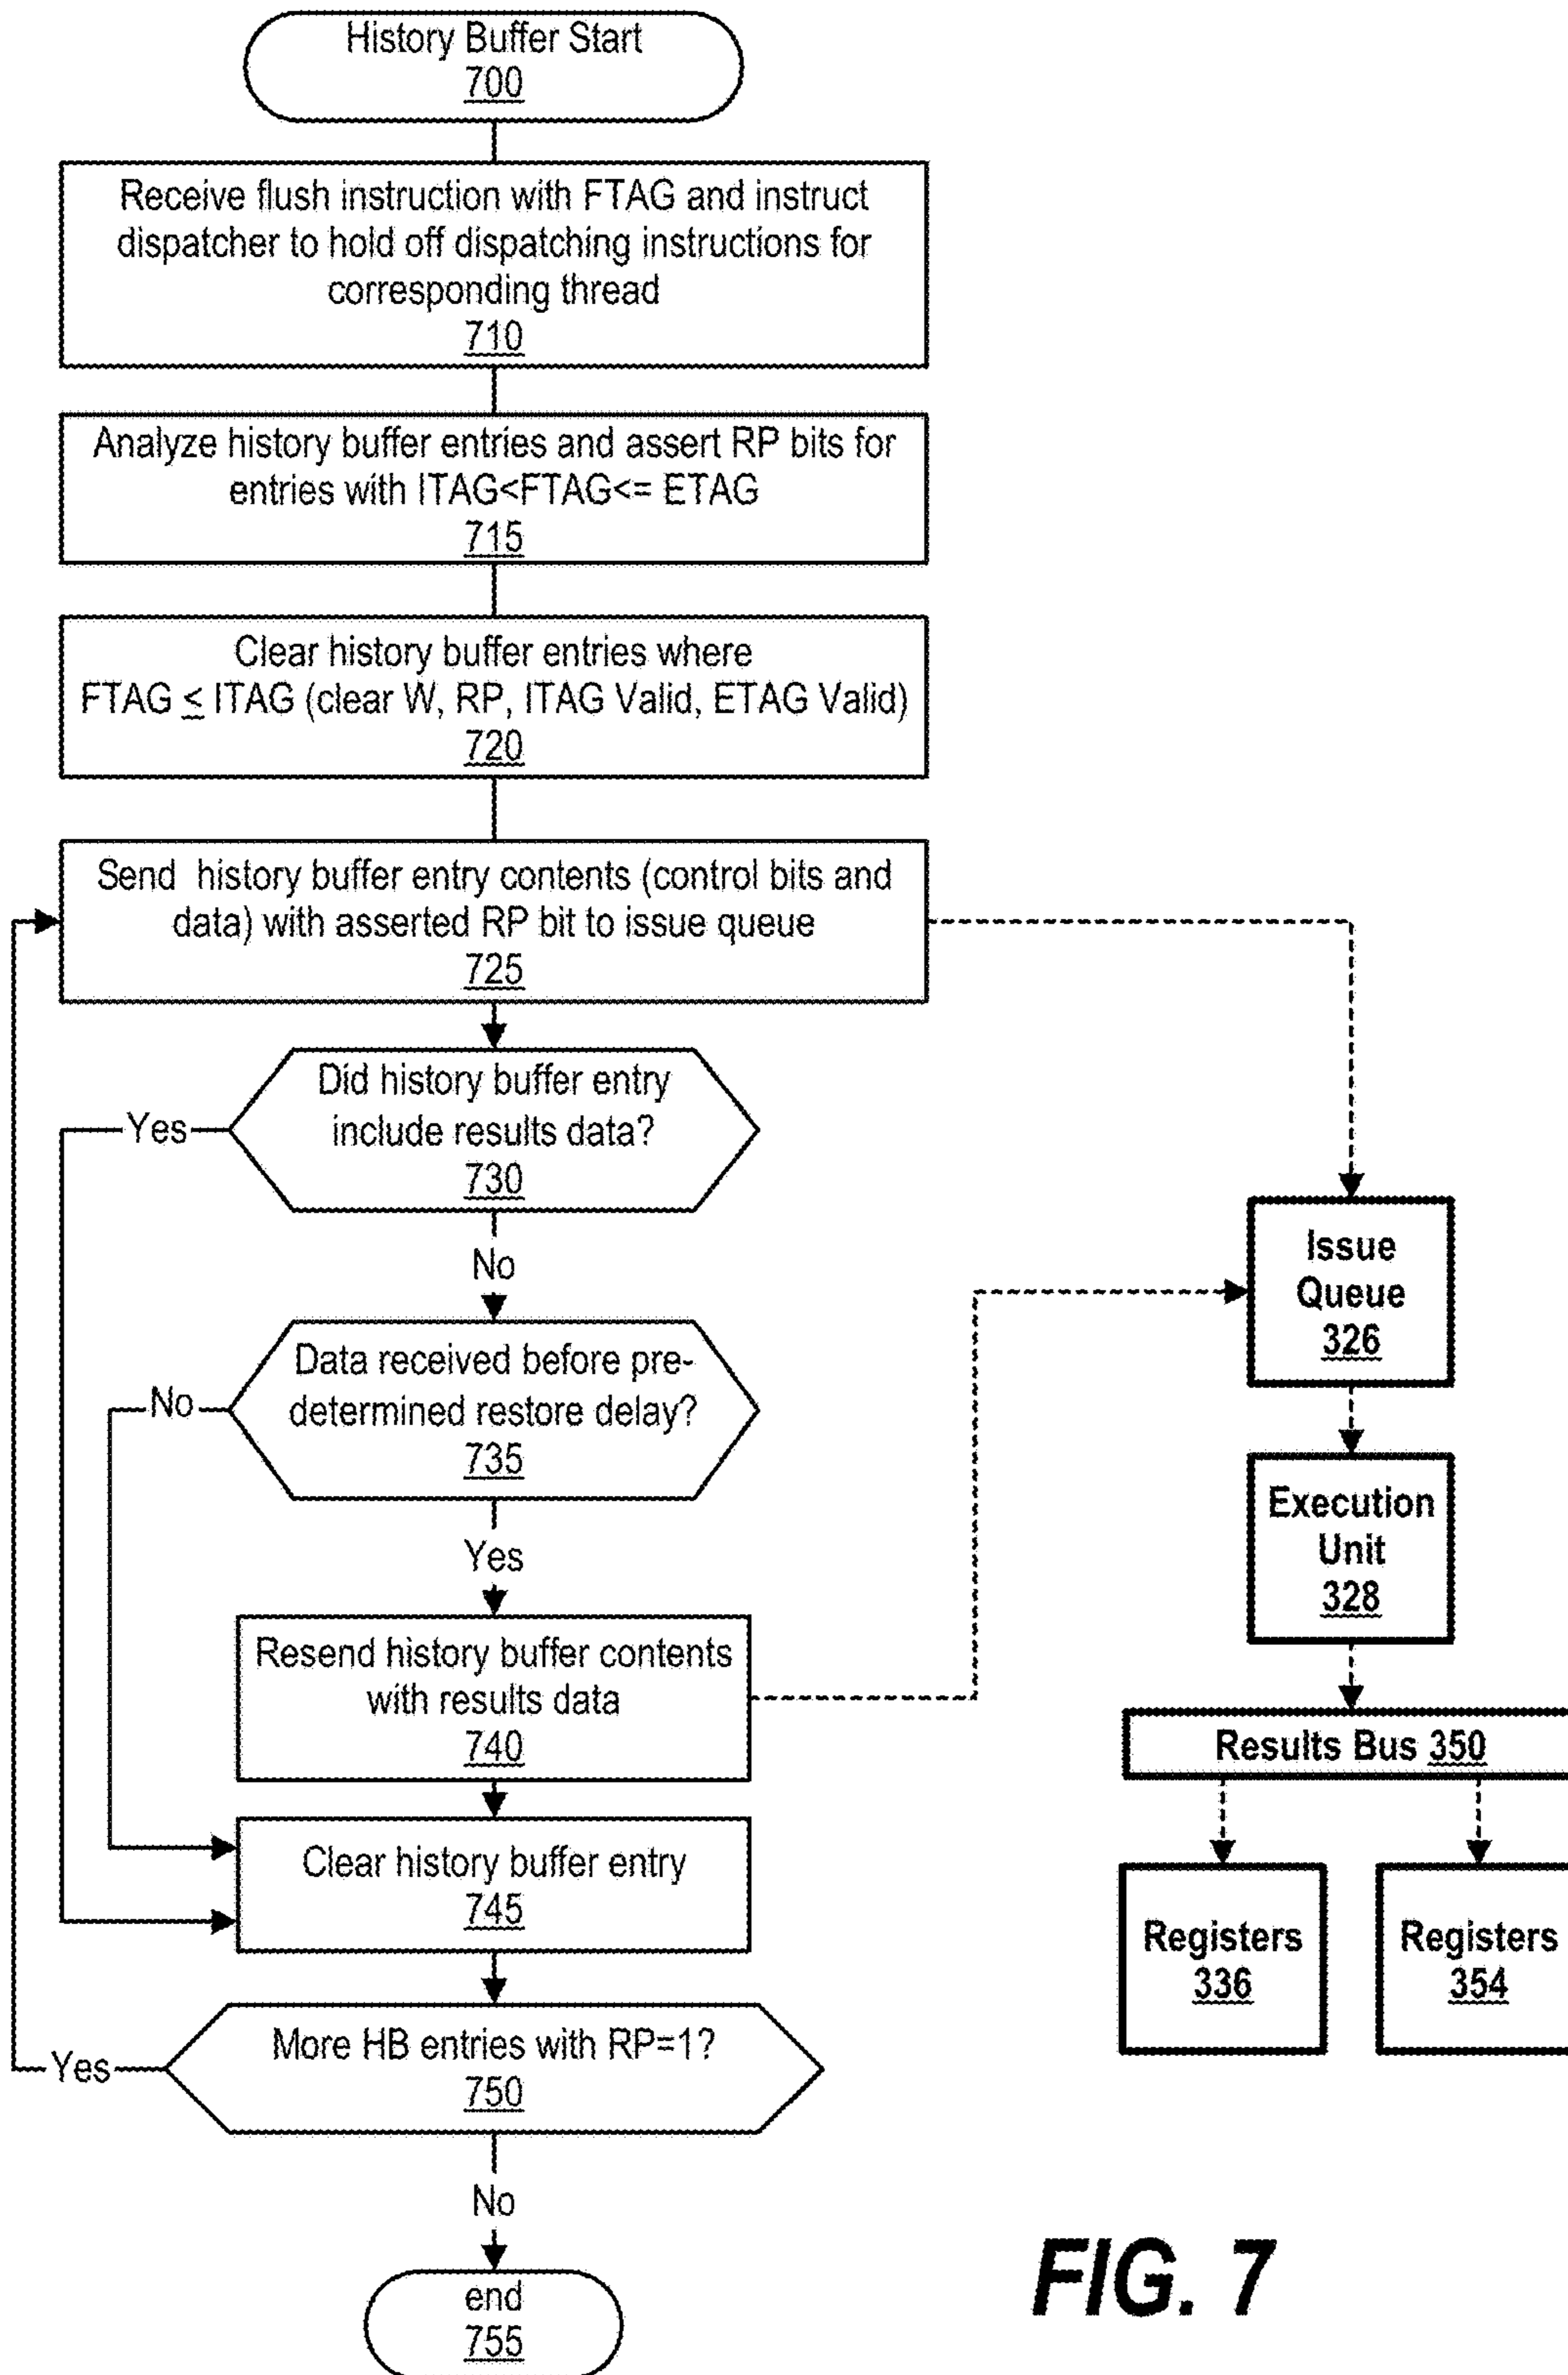 History Buffer Start
700
Receive flush instruction with FTAG and instruct
dispatcher to hold off dispatching instructions for
corresponding thread
710
Analyze history buffer entries and assert RP bits for
entries with ITAG<FTAG<= ETAG
715
Clear history buffer entries where
FTAG ≤ ITAG (clear W, RP, ITAG Valid, ETAG Valid)
720
Send history buffer entry contents (control bits and
data) with asserted RP bit to issue queue
725
Did history buffer entry
include results data?
730
Yes
No
Data received before pre-
determined restore delay?
735
No
Yes
Resend history buffer contents
with results data
740
Clear history buffer entry
745
More HB entries with RP=1?
750
Yes
No
end
755
Issue
Queue
326
Execution
Unit
328
Results Bus 350
Registers
336
Registers
354
FIG. 7